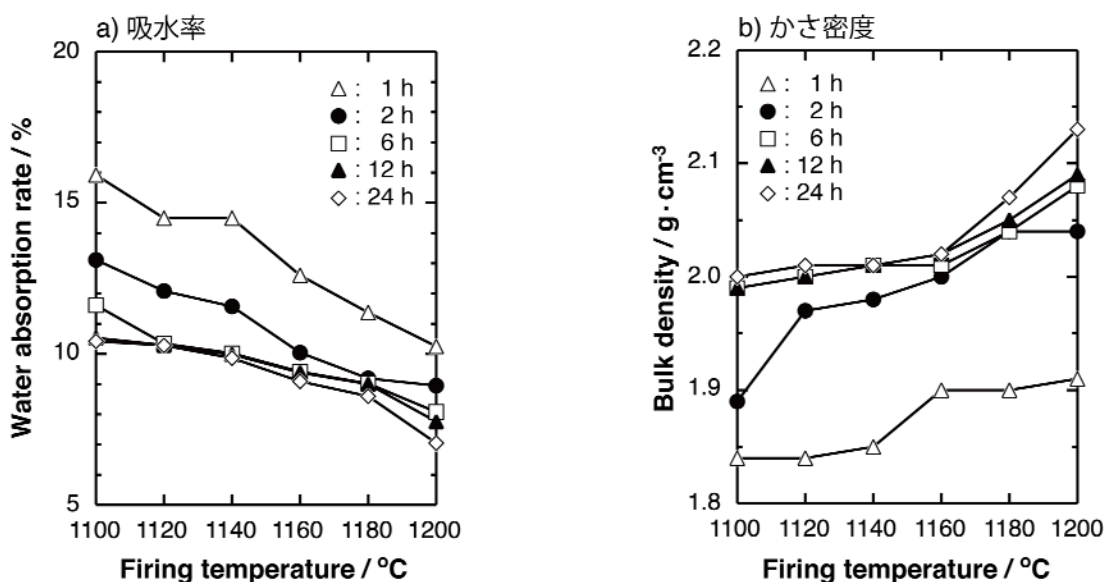 a) 吸水率
20
15
10
5
Water absorption rate / %
△ : 1 h
● : 2 h
□ : 6 h
▲ : 12 h
◇ : 24 h
1100 1120 1140 1160 1180 1200
Firing temperature / °C
b) かさ密度
2.2
2.1
2.0
1.9
1.8
Bulk density / g·cm⁻³
△ : 1 h
● : 2 h
□ : 6 h
▲ : 12 h
◇ : 24 h
1100 1120 1140 1160 1180 1200
Firing temperature / °C